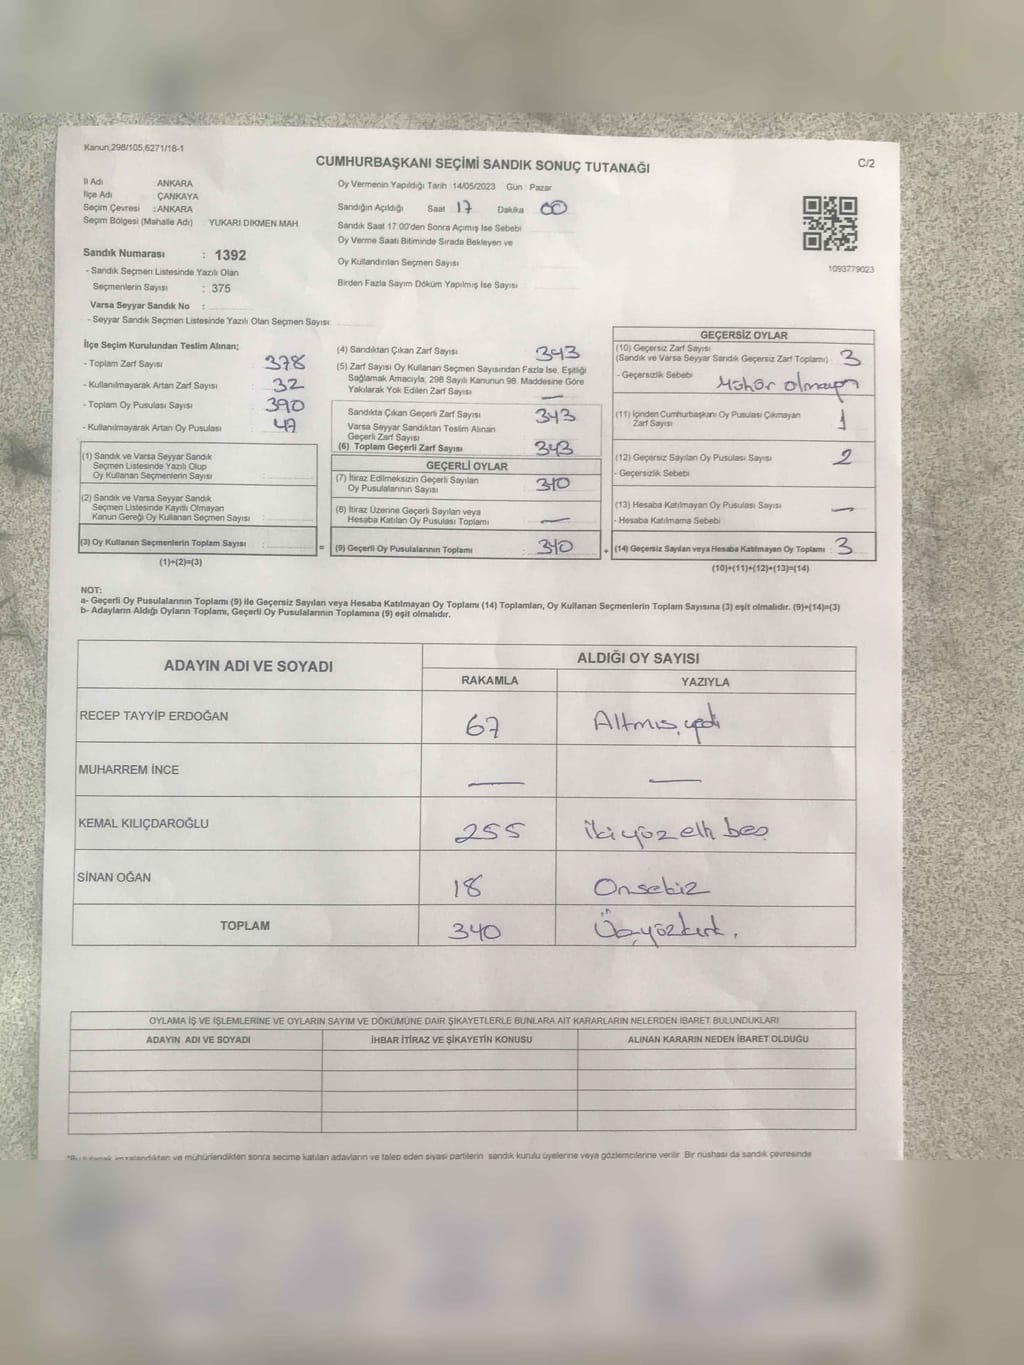 Kanun,298/105,6271/18-1
CUMHURBAŞKANI SEÇİMİ SANDIK SONUÇ TUTANAĞI
C/2
İl Adı ANKARA
İlçe Adı ÇANKAYA
Seçim Çevresi : ANKARA
Seçim Bölgesi (Mahalle Adı) YUKARI DİKMEN MAH.
Sandık Numarası : 1392
- Sandık Seçmen Listesinde Yazılı Olan
Seçmenlerin Sayısı : 375
Varsa Seyyar Sandık No :
- Seyyar Sandık Seçmen Listesinde Yazılı Olan Seçmen Sayısı:
Oy Vermenin Yapıldığı Tarih :14/05/2023 Gün : Pazar
Sandığın Açıldığı Saat 17 Dakika 00
Sandık Saat 17:00'den Sonra Açımış İse Sebebi
Oy Verme Saati Bitiminde Sırada Bekleyen ve
Oy Kullandırılan Seçmen Sayısı
Birden Fazla Sayım Döküm Yapılmış İse Sayısı
1093779023
İlçe Seçim Kurulundan Teslim Alınan;
- Toplam Zarf Sayısı 378
- Kullanılmayarak Artan Zarf Sayısı 32
- Toplam Oy Pusulası Sayısı 390
- Kullanılmayarak Artan Oy Pusulası
(1) Sandık ve Varsa Seyyar Sandık
Seçmen Listesinde Yazılı Olup
Oy Kullanan Seçmenlerin Sayısı
(2) Sandık ve Varsa Seyyar Sandık
Seçmen Listesinde Kayıtlı Olmayan
Kanun Gereği Oy Kullanan Seçmen Sayısı
(3) Oy Kullanan Seçmenlerin Toplam Sayısı :
(1)+(2)=(3)
=
(4) Sandıktan Çıkan Zarf Sayısı 343
(5) Zarf Sayısı Oy Kullanan Seçmen Sayısından Fazla İse, Eşitliği
Sağlamak Amacıyla; 298 Sayılı Kanunun 98. Maddesine Göre
Yakılarak Yok Edilen Zarf Sayısı —
Sandıkta Çıkan Geçerli Zarf Sayısı 343
Varsa Seyyar Sandıktan Teslim Alınan
Geçerli Zarf Sayısı
(6) Toplam Geçerli Zarf Sayısı 343
GEÇERLİ OYLAR
(7) İtiraz Edilmeksizin Geçerli Sayılan
Oy Pusulalarının Sayısı 340
(8) İtiraz Üzerine Geçerli Sayılan veya
Hesaba Katılan Oy Pusulası Toplamı —
(9) Geçerli Oy Pusulalarının Toplamı : 340
+
GEÇERSİZ OYLAR
(10) Geçersiz Zarf Sayısı
(Sandık ve Varsa Seyyar Sandık Geçersiz Zarf Toplamı) 3
- Geçersizlik Sebebi Mühür olmayan
(11) İçinden Cumhurbaşkanı Oy Pusulası Çıkmayan
Zarf Sayısı 1
(12) Geçersiz Sayılan Oy Pusulası Sayısı 2
- Geçersizlik Sebebi
(13) Hesaba Katılmayan Oy Pusulası Sayısı —
- Hesaba Katılmama Sebebi
(14) Geçersiz Sayılan veya Hesaba Katılmayan Oy Toplamı 3
(10)+(11)+(12)+(13)=(14)
NOT:
a- Geçerli Oy Pusulalarının Toplamı (9) ile Geçersiz Sayılan veya Hesaba Katılmayan Oy Toplamı (14) Toplamları, Oy Kullanan Seçmenlerin Toplam Sayısına (3) eşit olmalıdır. (9)+(14)=(3)
b- Adayların Aldığı Oyların Toplamı, Geçerli Oy Pusulalarının Toplamına (9) eşit olmalıdır.
ADAYIN ADI VE SOYADI ALDIĞI OY SAYISI
RAKAMLA YAZIYLA
RECEP TAYYİP ERDOĞAN 67 Altmış yedi
MUHARREM İNCE — —
KEMAL KILIÇDAROĞLU 255 İkiyüz elli beş
SİNAN OĞAN 18 Onsekiz
TOPLAM 340 Üçyüzkırk.
OYLAMA İŞ VE İŞLEMLERİNE VE OYLARIN SAYIM VE DÖKÜMÜNE DAİR ŞİKAYETLERLE BUNLARA AİT KARARLARIN NELERDEN İBARET BULUNDUKLARI
ADAYIN ADI VE SOYADI İHBAR İTİRAZ VE ŞİKAYETİN KONUSU ALINAN KARARIN NEDEN İBARET OLDUĞU
*Bu tutanak imzalandıktan ve mühürlendikten sonra seçime katılan adayların ve talep eden siyasi partilerin sandık kurulu üyelerine veya gözlemcilerine verilir. Bir nüshası da sandık çevresinde